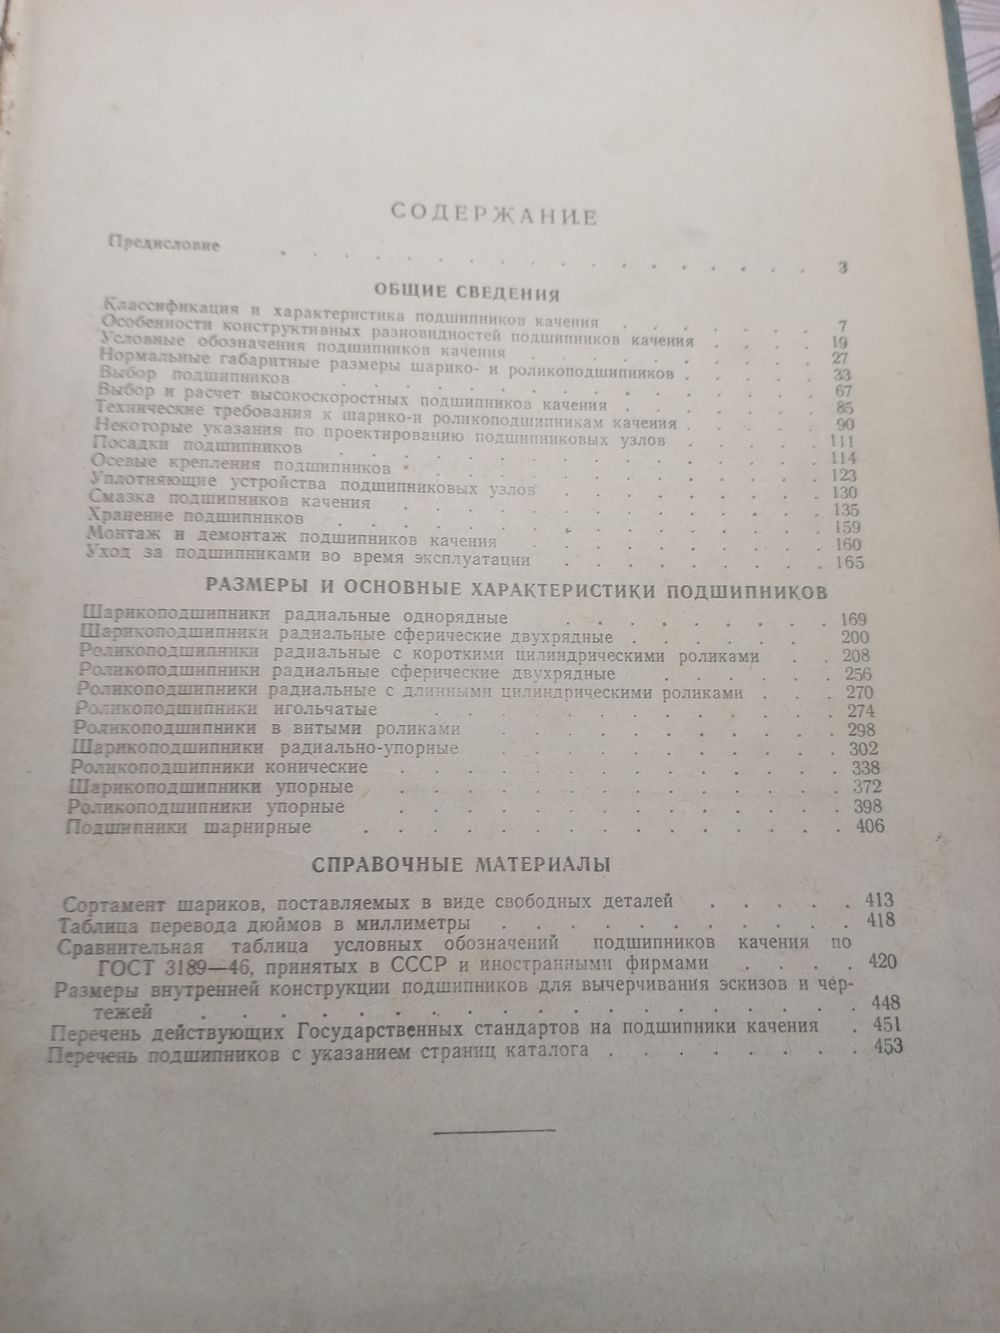 СОДЕРЖАНИЕ
Предисловие . . . . . . . . . . . . . . . . 3
ОБЩИЕ СВЕДЕНИЯ
Классификация и характеристика подшипников качения . . . . . . . 7
Особенности конструктивных разновидностей подшипников качения . . . . 19
Условные обозначения подшипников качения . . . . . . . . 27
Нормальные габаритные размеры шарико- и роликоподшипников . . . . . 33
Выбор подшипников . . . . . . . . . . . . . 67
Выбор и расчет высокоскоростных подшипников качения . . . . . . 85
Технические требования к шарико-и роликоподшипникам качения . . . . 90
Некоторые указания по проектированию подшипниковых узлов . . . . . 111
Посадки подшипников . . . . . . . . . . . . . 114
Осевые крепления подшипников . . . . . . . . . . . 123
Уплотняющие устройства подшипниковых узлов . . . . . . . . 130
Смазка подшипников качения . . . . . . . . . . . 135
Хранение подшипников . . . . . . . . . . . . . 159
Монтаж и демонтаж подшипников качения . . . . . . . . . 160
Уход за подшипниками во время эксплуатации . . . . . . . . 165
РАЗМЕРЫ И ОСНОВНЫЕ ХАРАКТЕРИСТИКИ ПОДШИПНИКОВ
Шарикоподшипники радиальные однорядные . . . . . . . . 169
Шарикоподшипники радиальные сферические двухрядные . . . . . . 200
Роликоподшипники радиальные с короткими цилиндрическими роликами . . 208
Роликоподшипники радиальные сферические двухрядные . . . . . 256
Роликоподшипники радиальные с длинными цилиндрическими роликами . . . 270
Роликоподшипники игольчатые . . . . . . . . . . . . 274
Роликоподшипники в витыми роликами . . . . . . . . . . 298
Шарикоподшипники радиально-упорные . . . . . . . . . . 302
Роликоподшипники конические . . . . . . . . . . . . . 338
Шарикоподшипники упорные . . . . . . . . . . . . . 372
Роликоподшипники упорные . . . . . . . . . . . . . 398
Подшипники шарнирные . . . . . . . . . . . . . . 406
СПРАВОЧНЫЕ МАТЕРИАЛЫ
Сортамент шариков, поставляемых в виде свободных деталей . . . . . 413
Таблица перевода дюймов в миллиметры . . . . . . . . . . 418
Сравнительная таблица условных обозначений подшипников качения по
ГОСТ 3189—46, принятых в СССР и иностранными фирмами . . . . 420
Размеры внутренней конструкции подшипников для вычерчивания эскизов и чер-
тежей . . . . . . . . . . . . . . . . . 448
Перечень действующих Государственных стандартов на подшипники качения . 451
Перечень подшипников с указанием страниц каталога . . . . . . . . 453